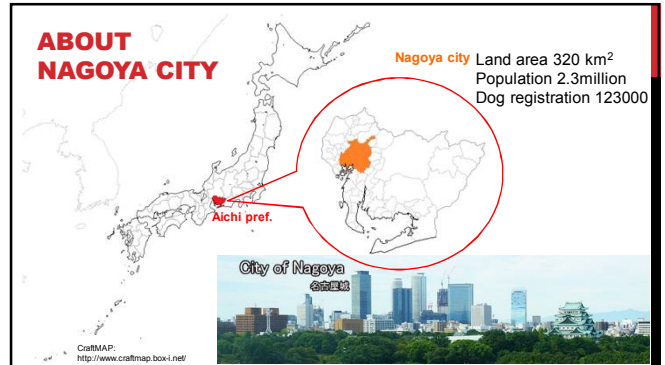 ABOUT
NAGOYA CITY
Nagoya city
Land area 320 km²
Population 2.3million
Dog registration 123000
Aichi pref.
City of Nagoya
名古屋城
CraftMAP:
http://www.craftmap.box-i.net/